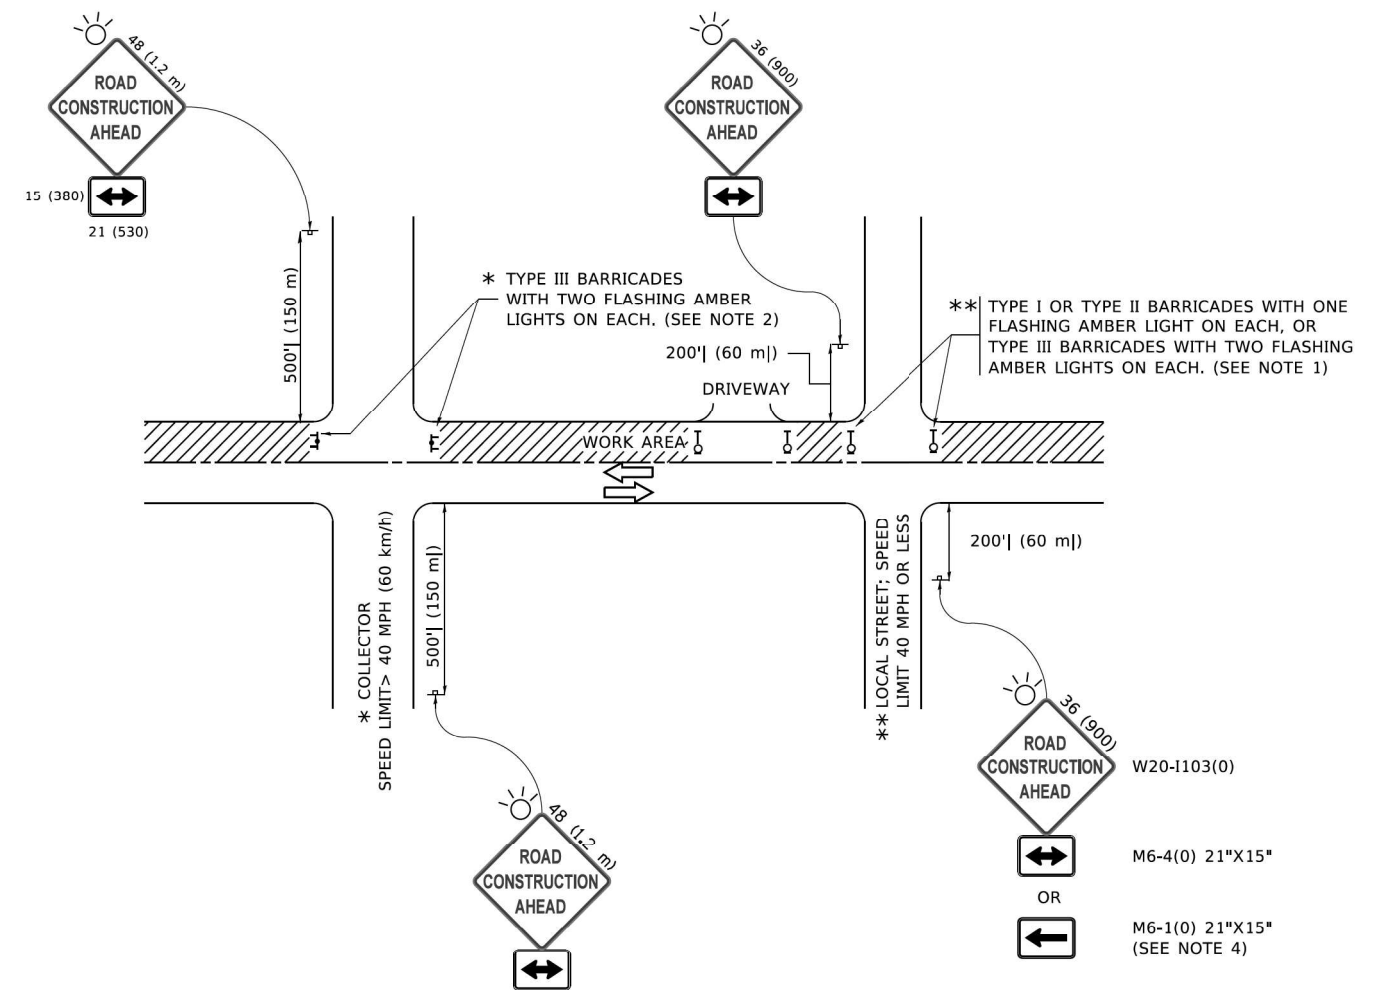 48 (1.2 m)
ROAD
CONSTRUCTION
AHEAD
15 (380)
21 (530)
36 (900)
ROAD
CONSTRUCTION
AHEAD
500'| (150 m)
* TYPE III BARRICADES
WITH TWO FLASHING AMBER
LIGHTS ON EACH. (SEE NOTE 2)
200'| (60 m|)
DRIVEWAY
** TYPE I OR TYPE II BARRICADES WITH ONE
FLASHING AMBER LIGHT ON EACH, OR
TYPE III BARRICADES WITH TWO FLASHING
AMBER LIGHTS ON EACH. (SEE NOTE 1)
WORK AREA
* COLLECTOR
SPEED LIMIT> 40 MPH (60 km/h)
500'| (150 m|)
** LOCAL STREET; SPEED
LIMIT 40 MPH OR LESS
200'| (60 m|)
48 (1.2 m)
ROAD
CONSTRUCTION
AHEAD
36 (900)
ROAD
CONSTRUCTION
AHEAD
W20-I103(0)
M6-4(0) 21"X15"
OR
M6-1(0) 21"X15"
(SEE NOTE 4)